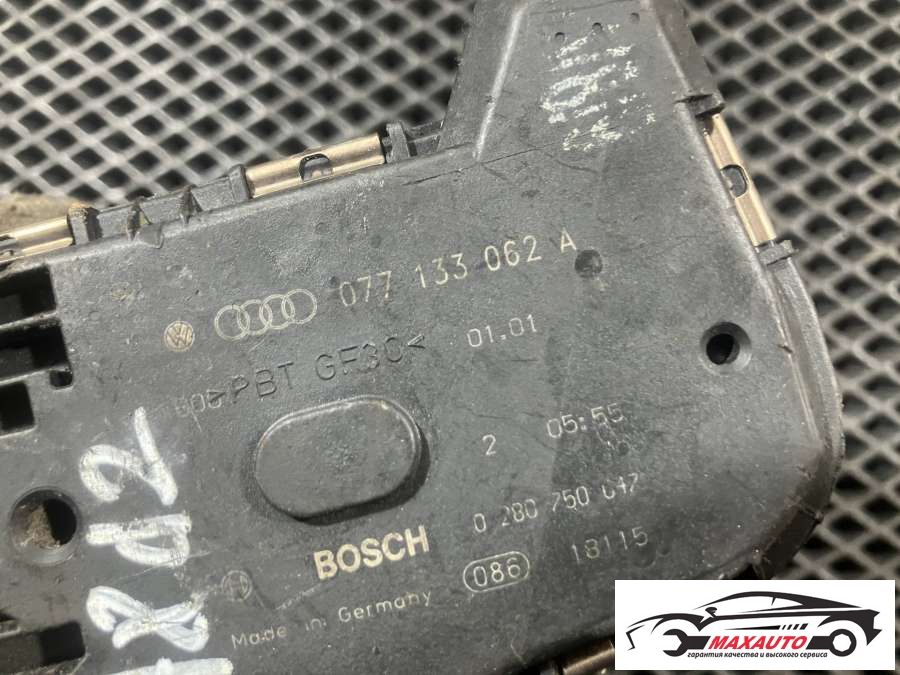 077 133 062 A
01.01
>PBT GF30<
2 05:55
0 280 750 047
BOSCH
086 18115
Made in Germany
MAXAUTO
гарантия качества и высокого сервиса